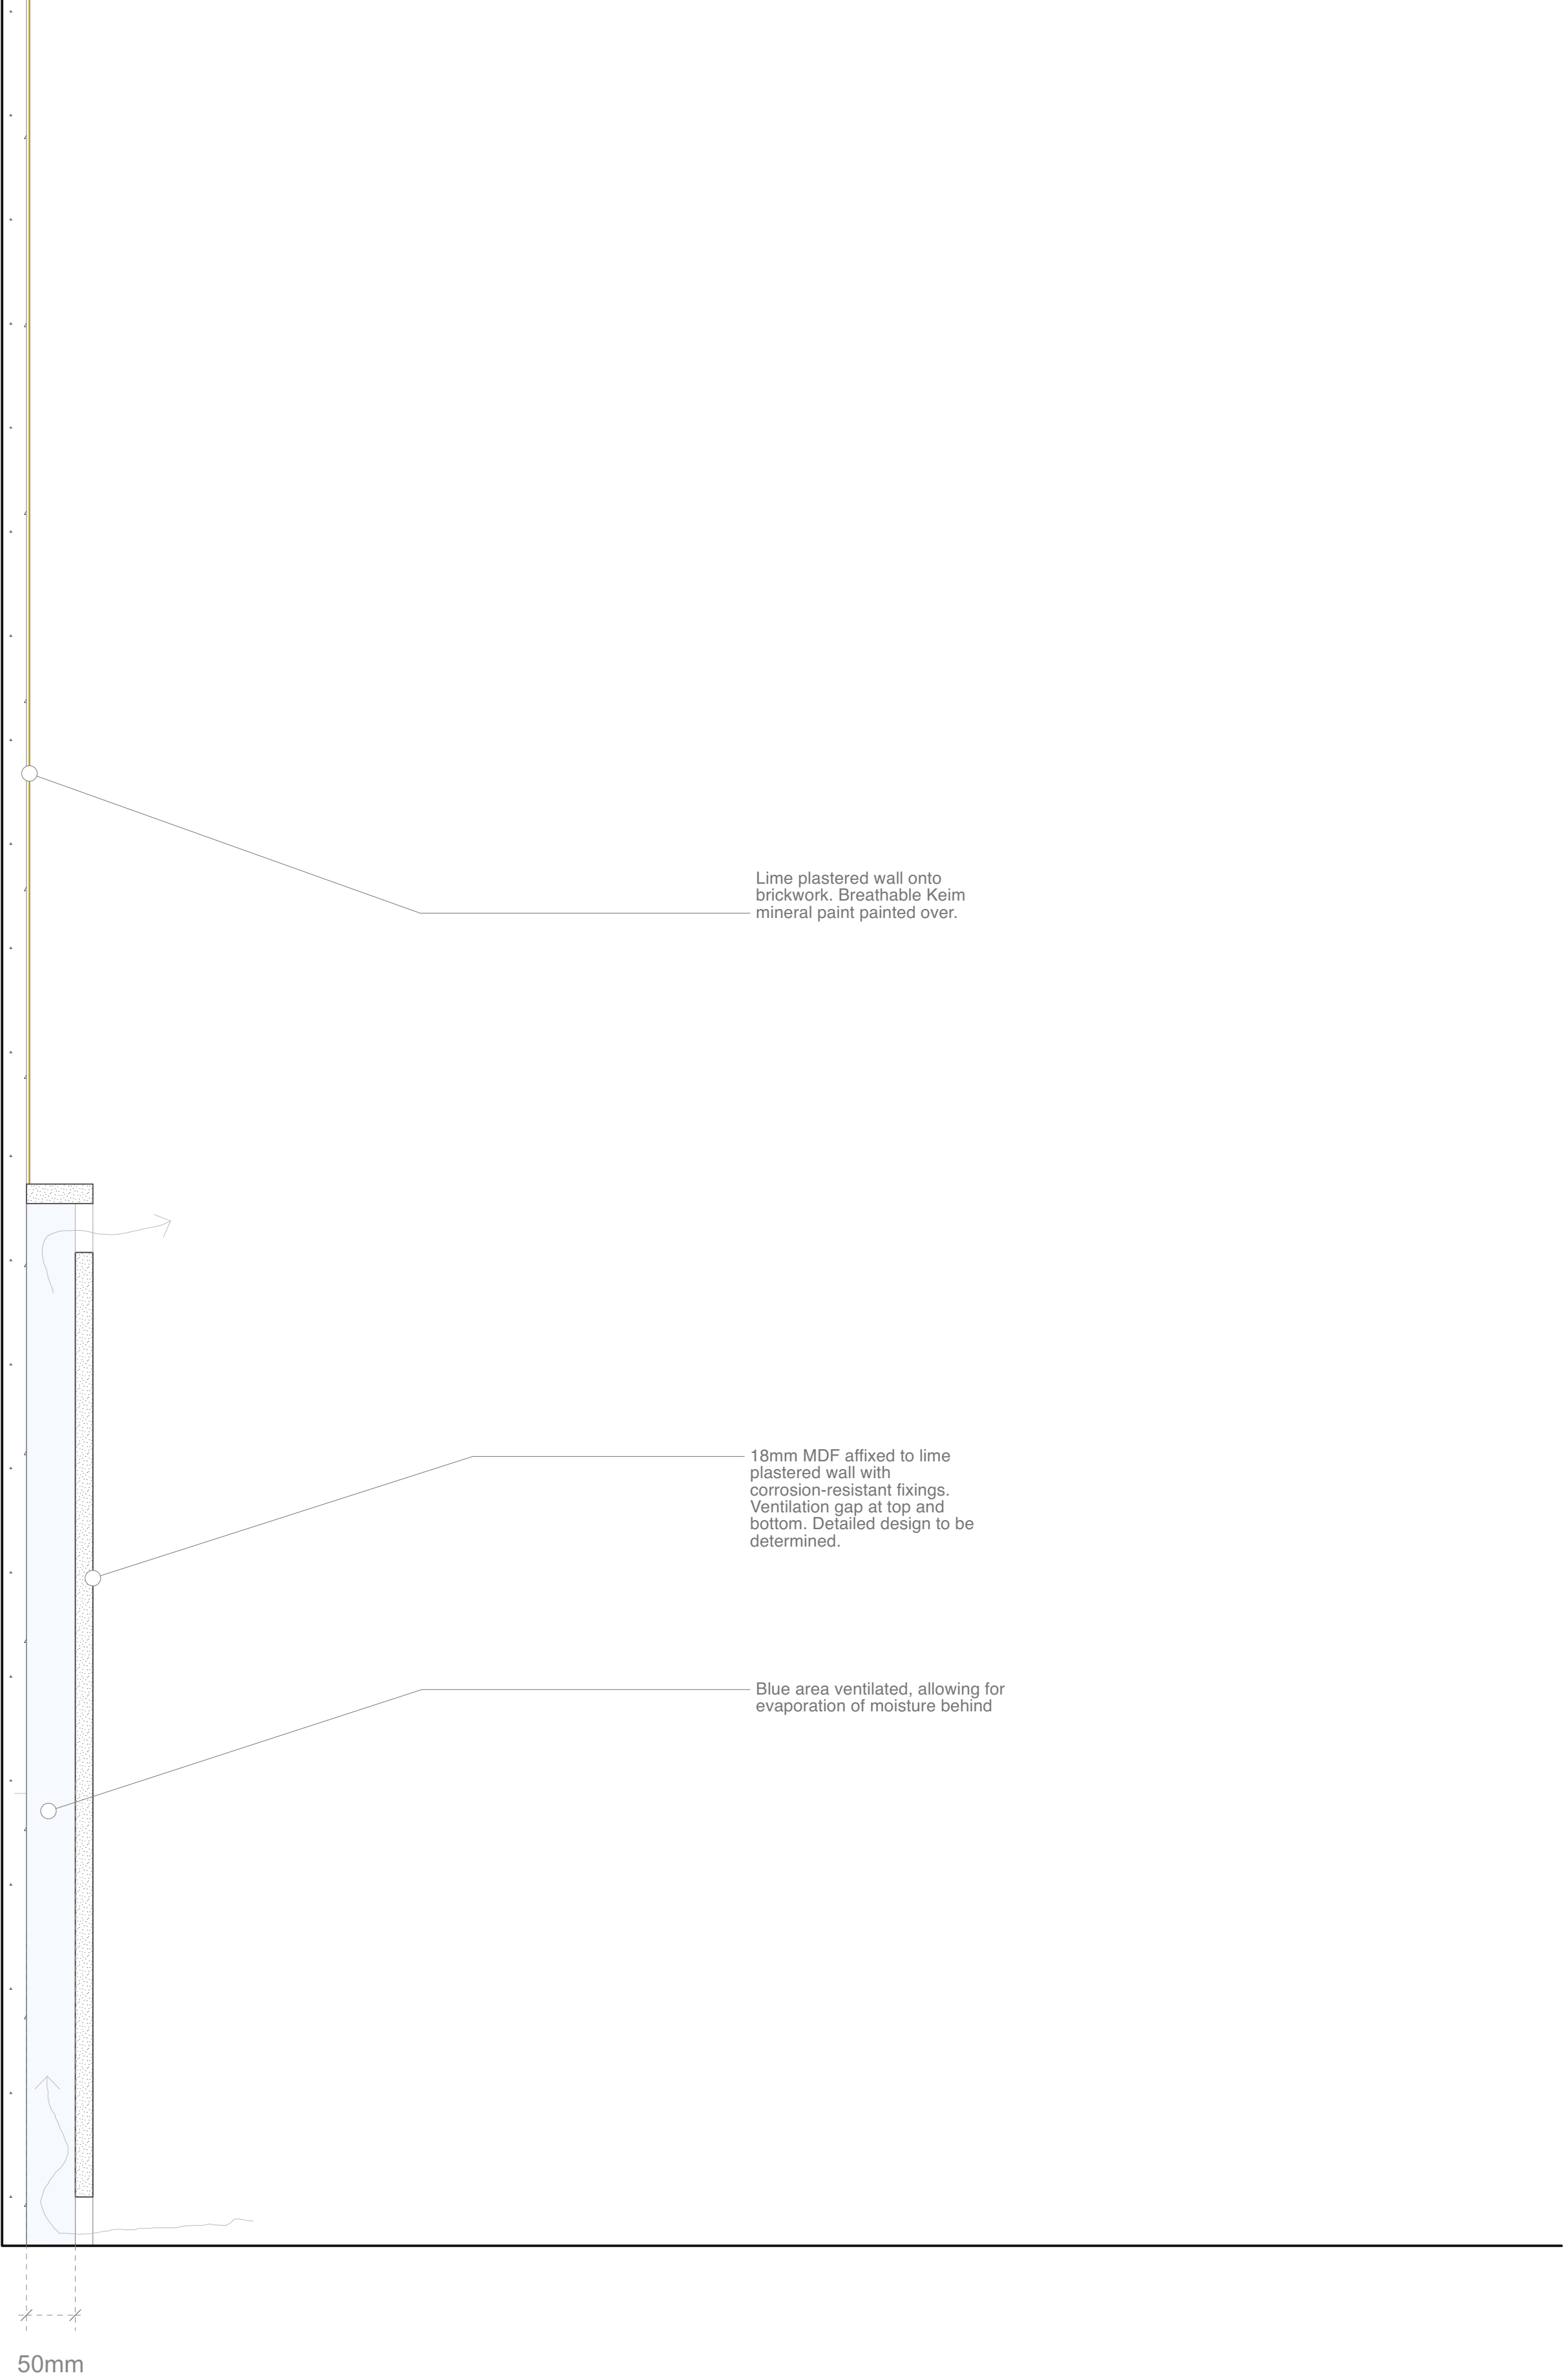 Lime plastered wall onto
brickwork. Breathable Keim
mineral paint painted over.
18mm MDF affixed to lime
plastered wall with
corrosion-resistant fixings.
Ventilation gap at top and
bottom. Detailed design to be
determined.
Blue area ventilated, allowing for
evaporation of moisture behind
50mm